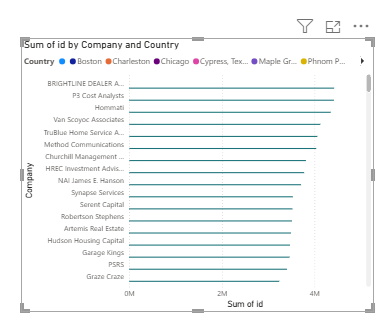 Sum of id by Company and Country
Country Boston Charleston Chicago Cypress, Tex... Maple Gr... Phnom P...
BRIGHTLINE DEALER A...
P3 Cost Analysts
Hommati
Van Scoyoc Associates
TruBlue Home Service A...
Method Communications
Churchill Management ...
HREC Investment Advis...
NAI James E. Hanson
Synapse Services
Serent Capital
Robertson Stephens
Artemis Real Estate
Hudson Housing Capital
Garage Kings
PSRS
Graze Craze
Company
0M 2M 4M
Sum of id